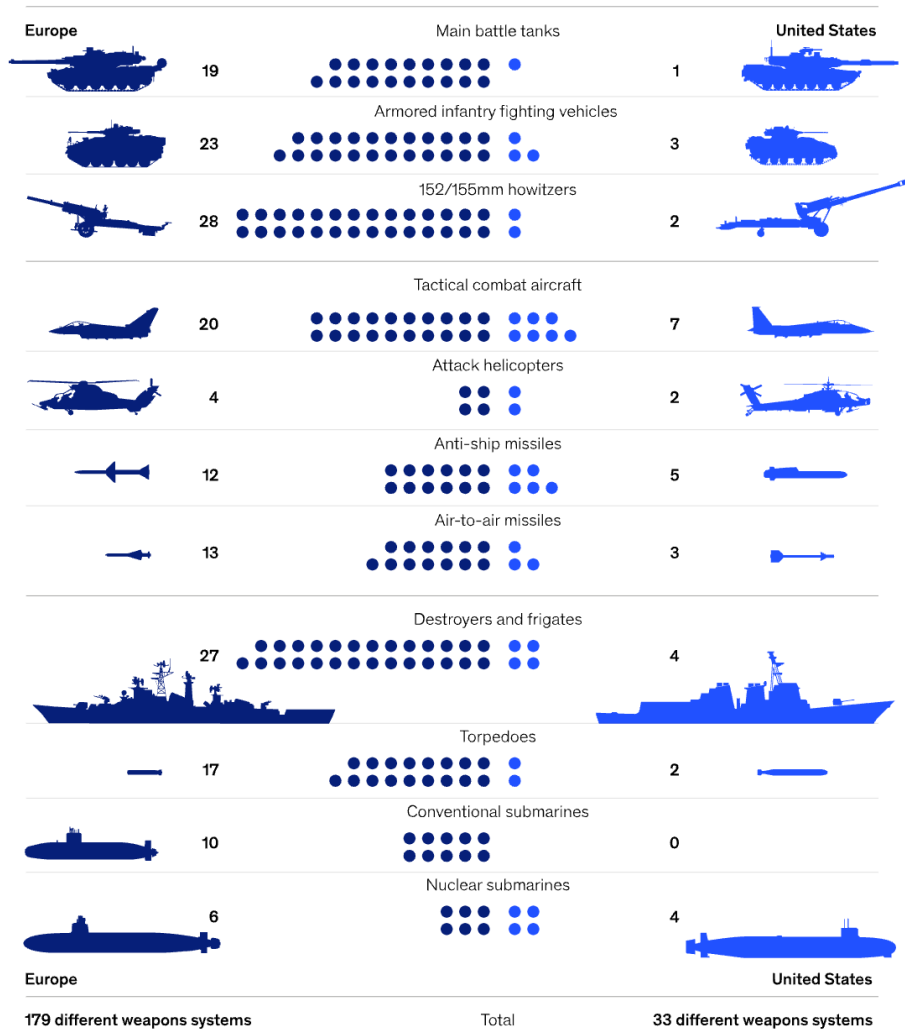 Europe Main battle tanks United States
19 1
Armored infantry fighting vehicles
23 3
152/155mm howitzers
28 2
Tactical combat aircraft
20 7
Attack helicopters
4 2
Anti-ship missiles
12 5
Air-to-air missiles
13 3
Destroyers and frigates
27 4
Torpedoes
17 2
Conventional submarines
10 0
Nuclear submarines
6 4
Europe United States
179 different weapons systems Total 33 different weapons systems